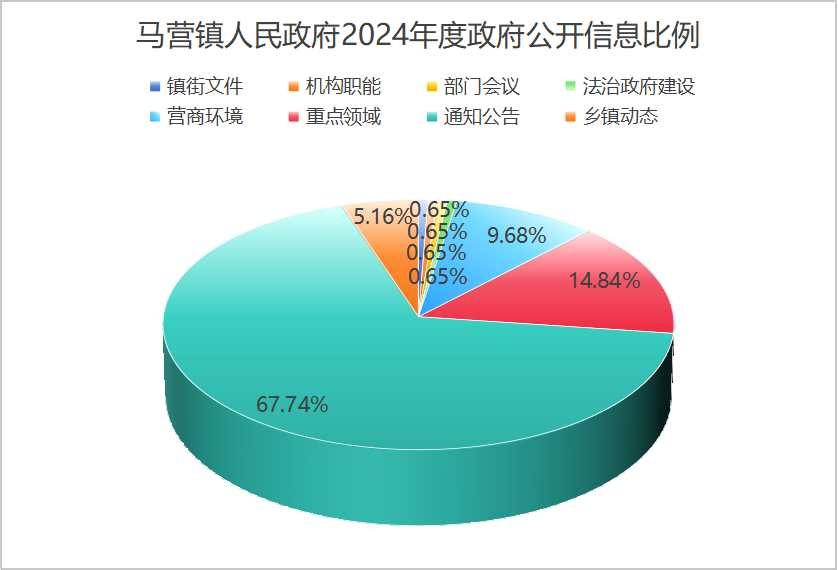 马营镇人民政府2024年度政府公开信息比例
镇街文件 机构职能 部门会议 法治政府建设
营商环境 重点领域 通知公告 乡镇动态
5.16% 0.65%
0.65% 9.68%
0.65%
0.65% 14.84%
67.74%